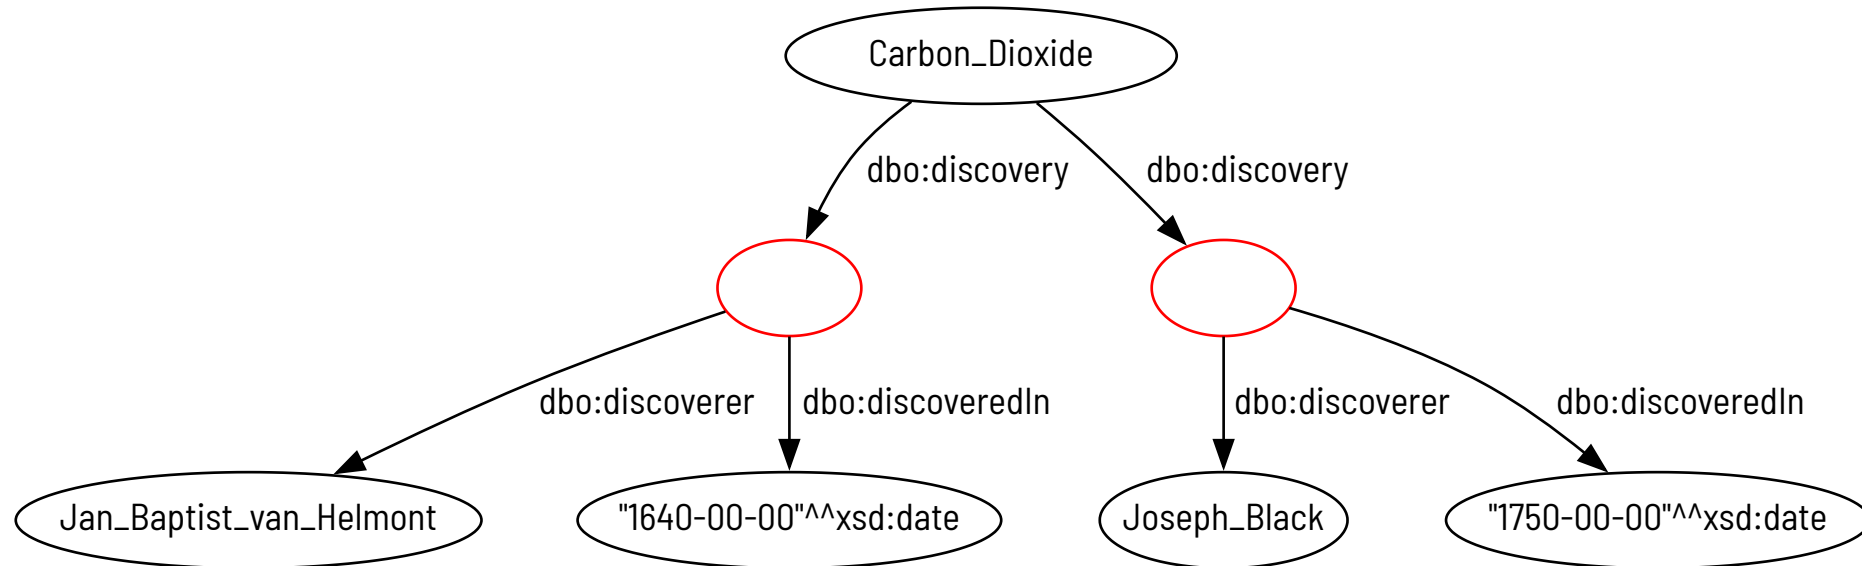 Carbon_Dioxide
dbo:discovery dbo:discovery
dbo:discoverer dbo:discoveredIn dbo:discoverer dbo:discoveredIn
Jan_Baptist_van_Helmont "1640-00-00"^^xsd:date Joseph_Black "1750-00-00"^^xsd:date